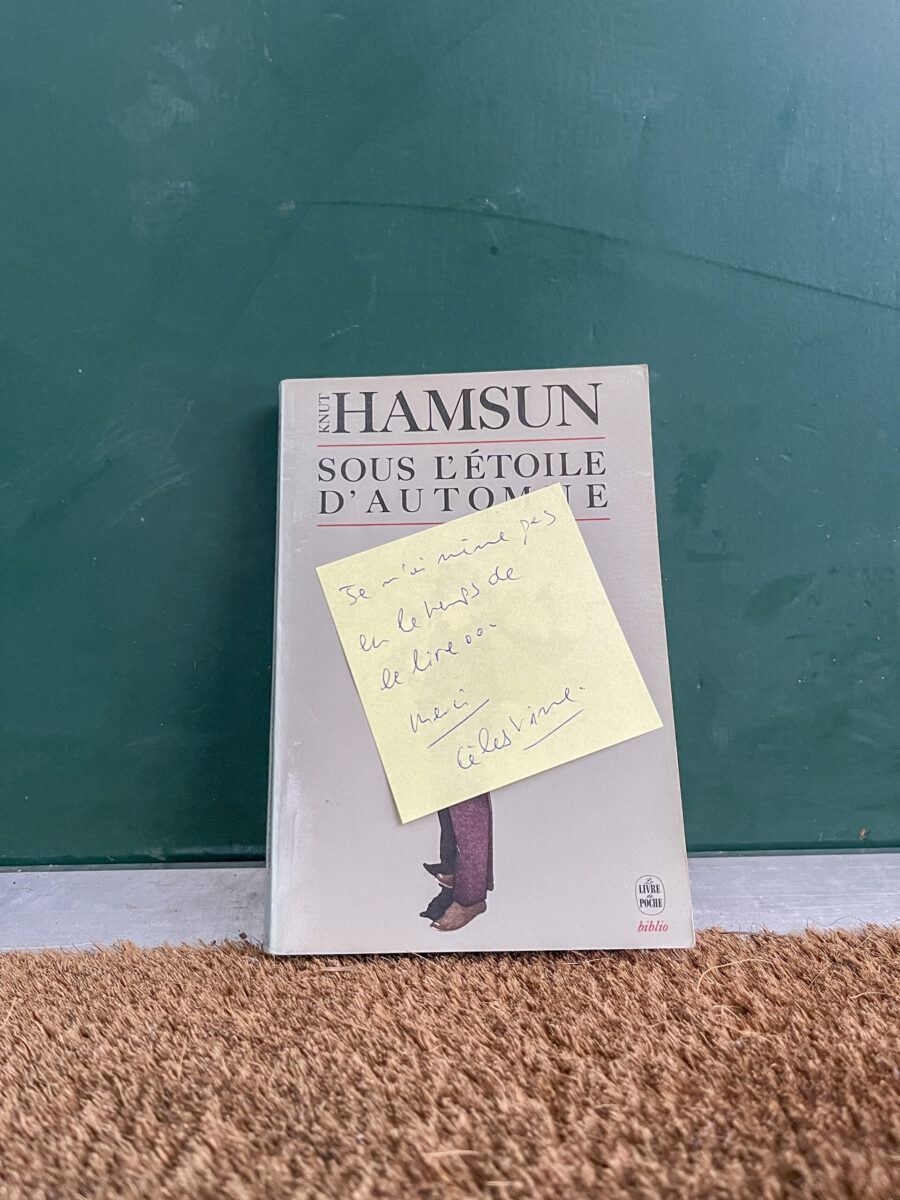 KNUT
HAMSUN
SOUS L'ÉTOILE
D'AUTOMNE
Je n'ai même pas
eu le temps de
le lire...
merci
Célestine.
Le
LIVRE
de
POCHE
biblio